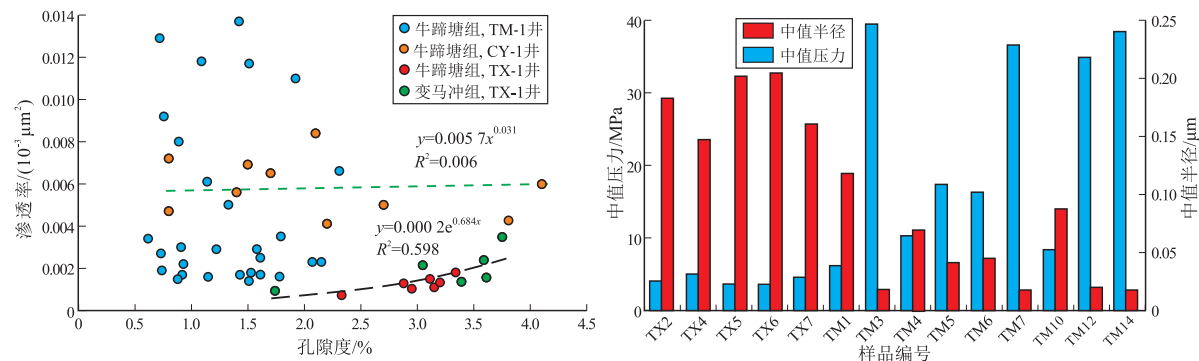 0.014
0.012
0.010
0.008
0.006
0.004
0.002
0
渗透率/(10⁻³ μm²)
牛蹄塘组, TM-1井
牛蹄塘组, CY-1井
牛蹄塘组, TX-1井
变马冲组, TX-1井
y=0.005 7x^0.031
R²=0.006
y=0.000 2e^0.684x
R²=0.598
0 0.5 1.0 1.5 2.0 2.5 3.0 3.5 4.0 4.5
孔隙度/%
40
30
20
10
0
中值压力/MPa
中值半径
中值压力
0.25
0.20
0.15
0.10
0.05
0
中值半径/μm
TX2 TX4 TX5 TX6 TX7 TM1 TM3 TM4 TM5 TM6 TM7 TM10 TM12 TM14
样品编号